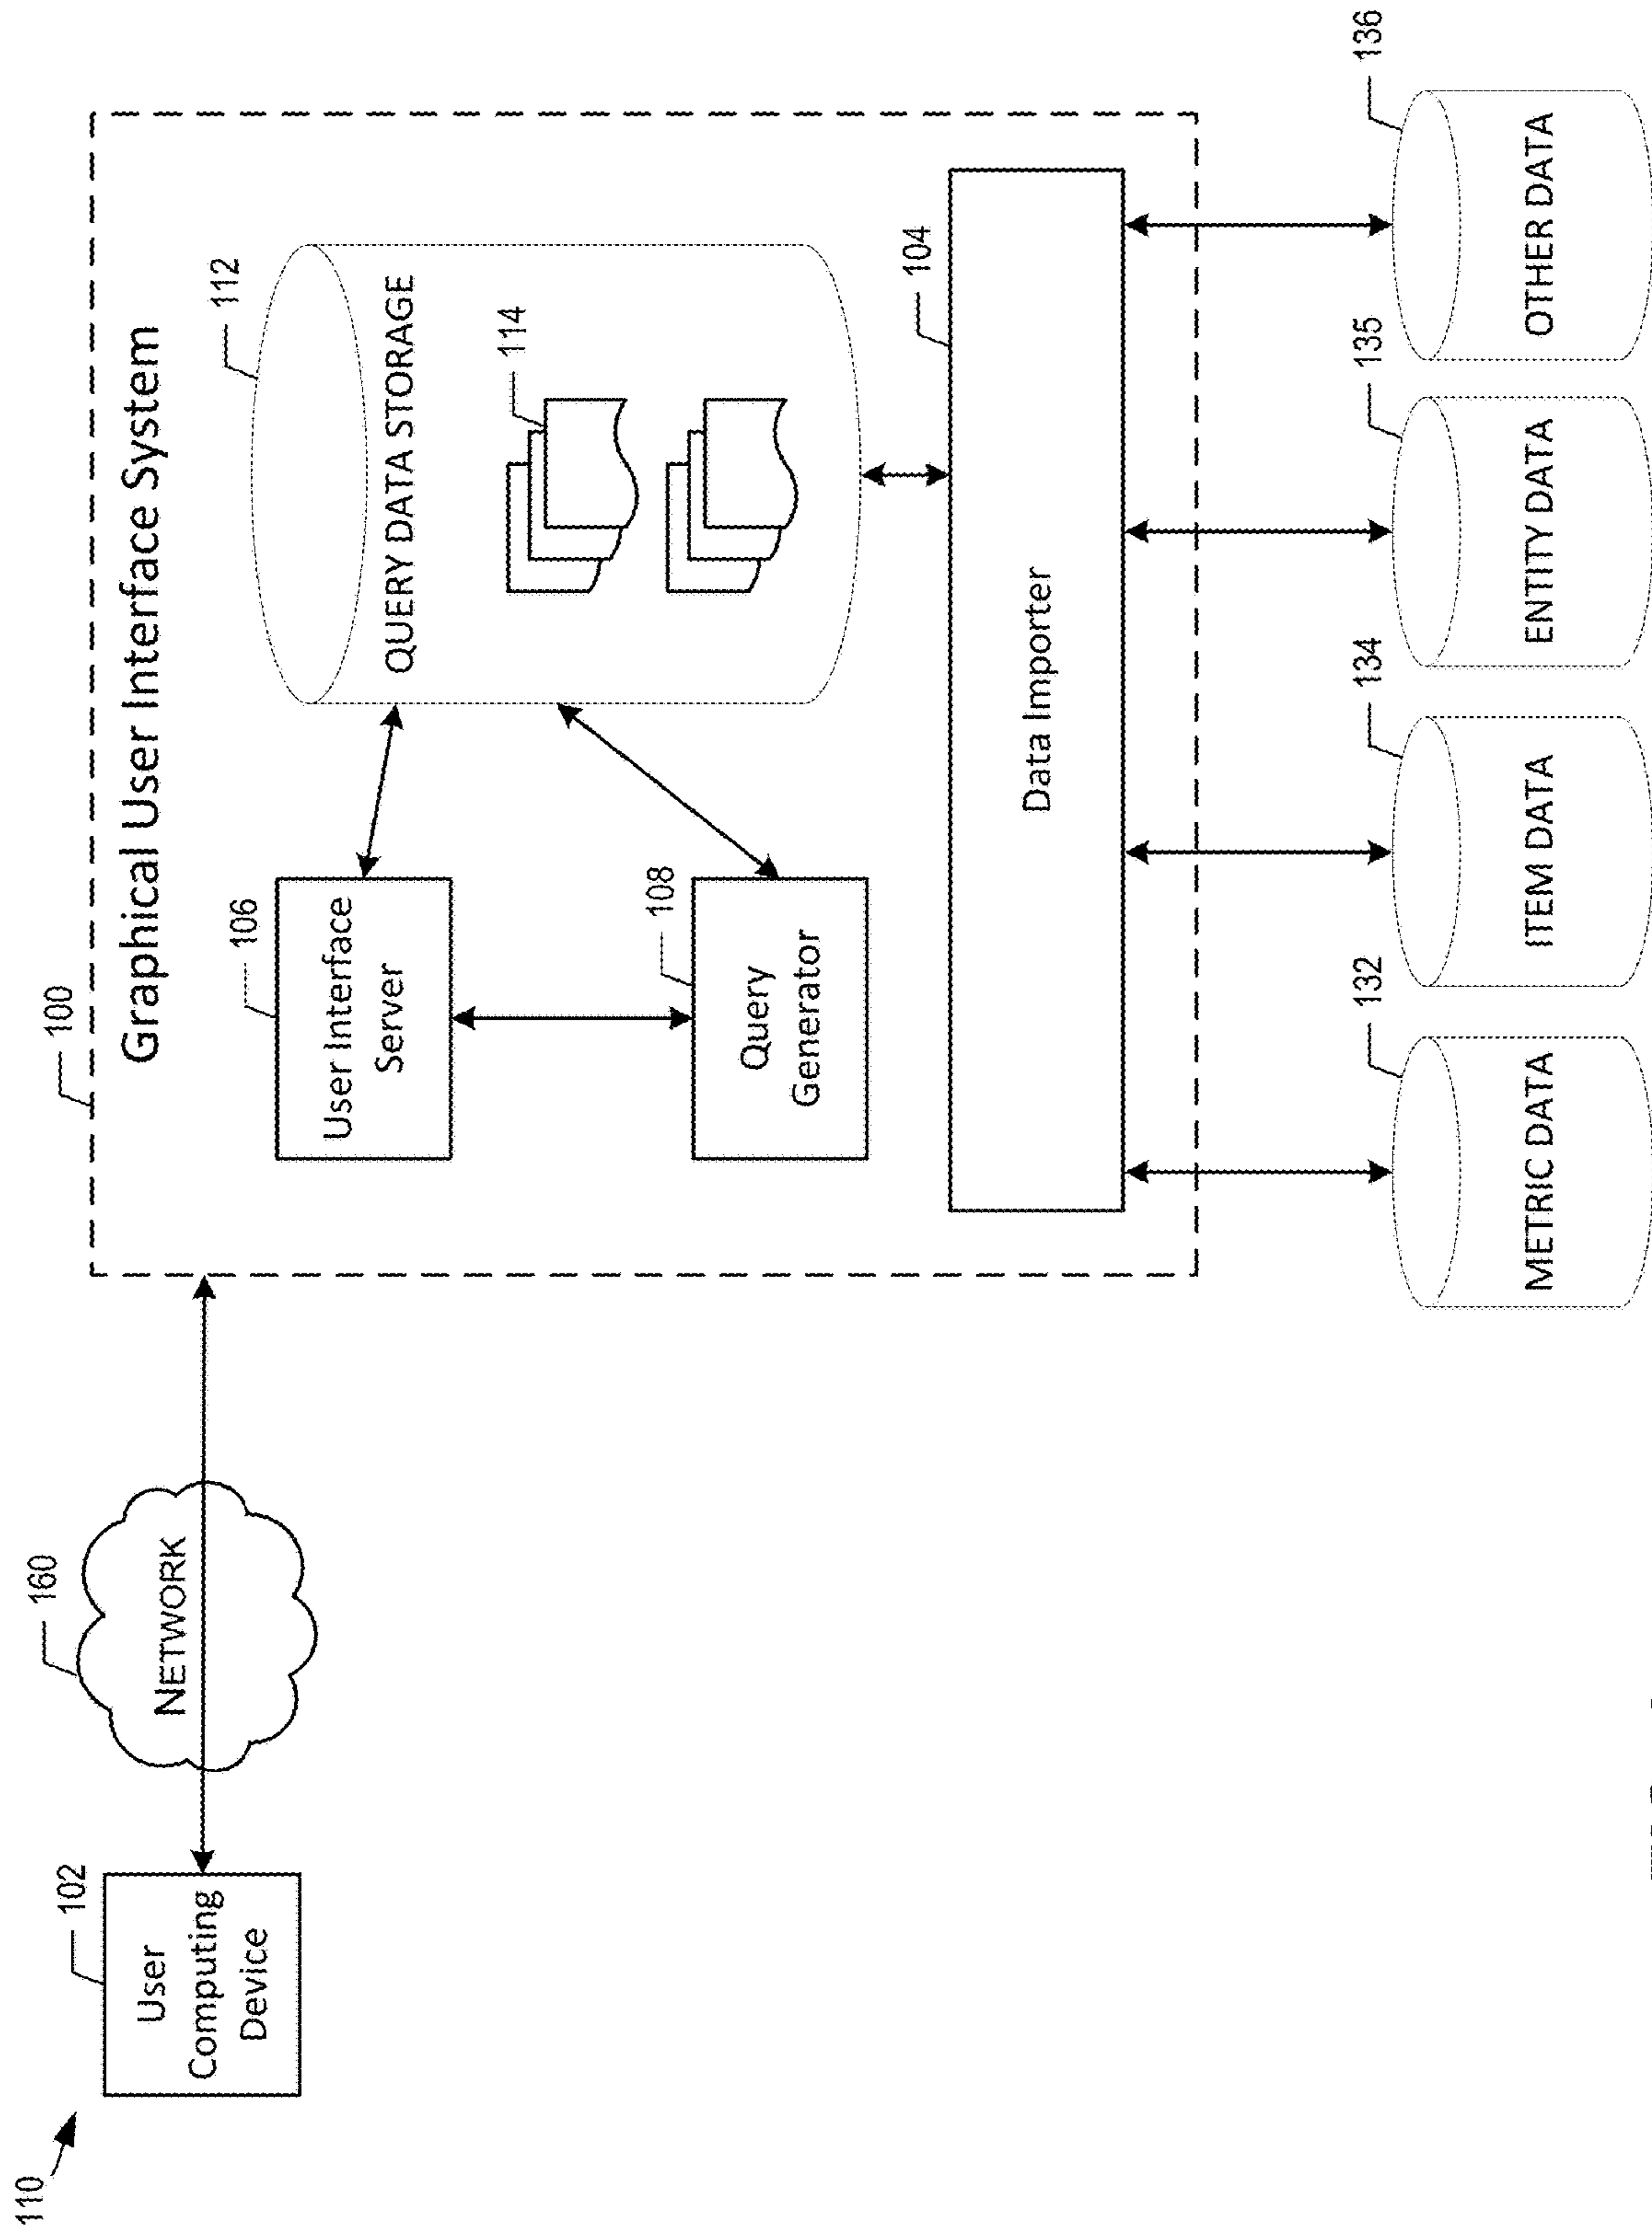 110
102
User
Computing
Device
160
NETWORK
100
Graphical User Interface System
106
User Interface
Server
108
Query
Generator
112
QUERY DATA STORAGE
114
104
Data Importer
132
METRIC DATA
134
ITEM DATA
135
ENTITY DATA
136
OTHER DATA